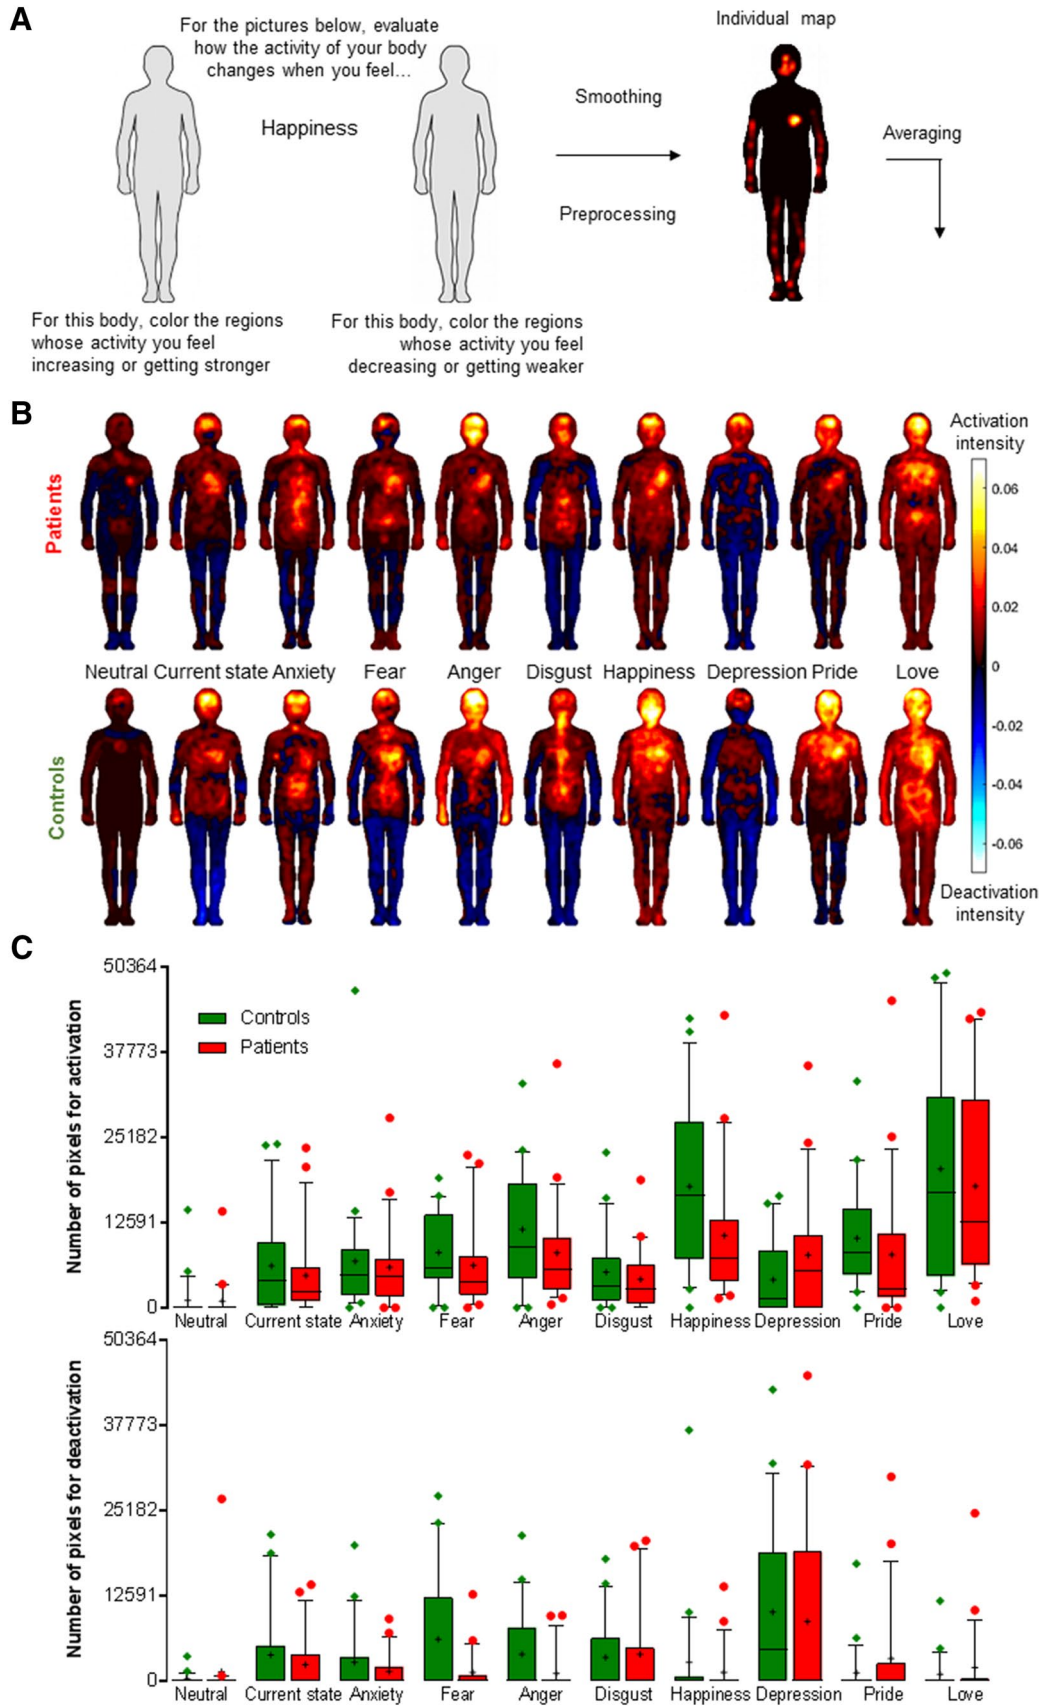 A
For the pictures below, evaluate
how the activity of your body
changes when you feel...
Happiness
Smoothing
Preprocessing
Individual map
Averaging
For this body, color the regions
whose activity you feel
increasing or getting stronger
For this body, color the regions
whose activity you feel
decreasing or getting weaker
B
Patients
Neutral Current state Anxiety Fear Anger Disgust Happiness Depression Pride Love
Controls
Activation
intensity
0.06
0.04
0.02
0
-0.02
-0.04
-0.06
Deactivation
intensity
C
Number of pixels for activation
50364
37773
25182
12591
0
Controls
Patients
Neutral Current state Anxiety Fear Anger Disgust Happiness Depression Pride Love
Number of pixels for deactivation
50364
37773
25182
12591
0
Neutral Current state Anxiety Fear Anger Disgust Happiness Depression Pride Love